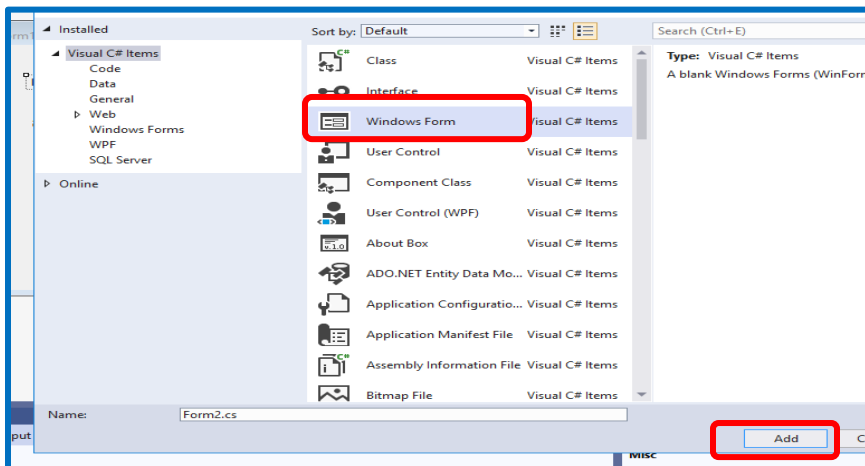 Installed
Sort by: Default
Search (Ctrl+E)
Visual C# Items
Code
Data
General
Web
Windows Forms
WPF
SQL Server
Online
Class Visual C# Items
Interface Visual C# Items
Windows Form Visual C# Items
User Control Visual C# Items
Component Class Visual C# Items
User Control (WPF) Visual C# Items
About Box Visual C# Items
ADO.NET Entity Data Mo... Visual C# Items
Application Configuratio... Visual C# Items
Application Manifest File Visual C# Items
Assembly Information File Visual C# Items
Bitmap File Visual C# Items
Type: Visual C# Items
A blank Windows Forms (WinForm
Name: Form2.cs
Add
C
put
Misc